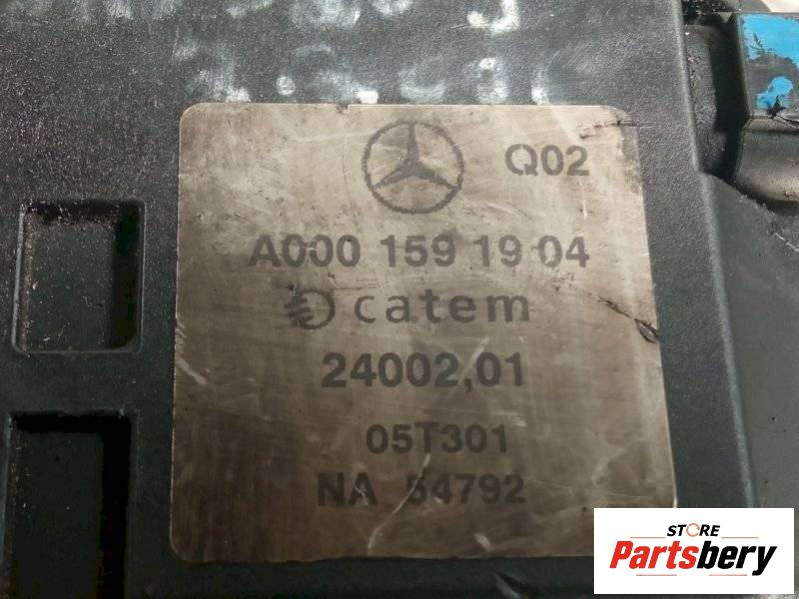 Q02
A000 159 19 04
catem
24002,01
05T301
NA 54792
STORE
Partsbery